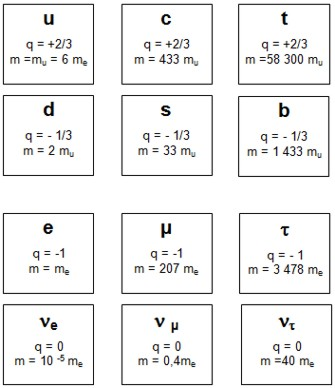 u c t
q = +2/3 q = +2/3 q = +2/3
m =mᵤ = 6 mₑ m = 433 mᵤ m =58 300 mᵤ
d s b
q = - 1/3 q = - 1/3 q = - 1/3
m = 2 mᵤ m = 33 mᵤ m = 1 433 mᵤ
e μ τ
q = -1 q = -1 q = - 1
m = mₑ m = 207 mₑ m = 3 478 mₑ
νₑ ν μ ντ
q = 0 q = 0 q = 0
m = 10 ⁻⁵ mₑ m = 0,4mₑ m =40 mₑ